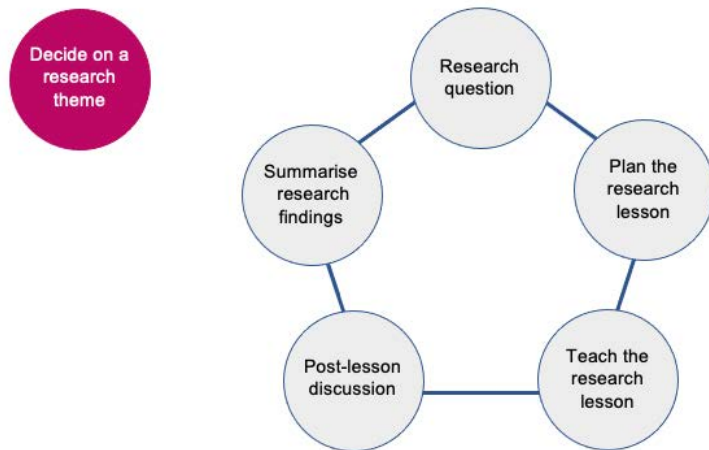 Decide on a
research
theme
Research
question
Plan the
research
lesson
Teach the
research
lesson
Post-lesson
discussion
Summarise
research
findings